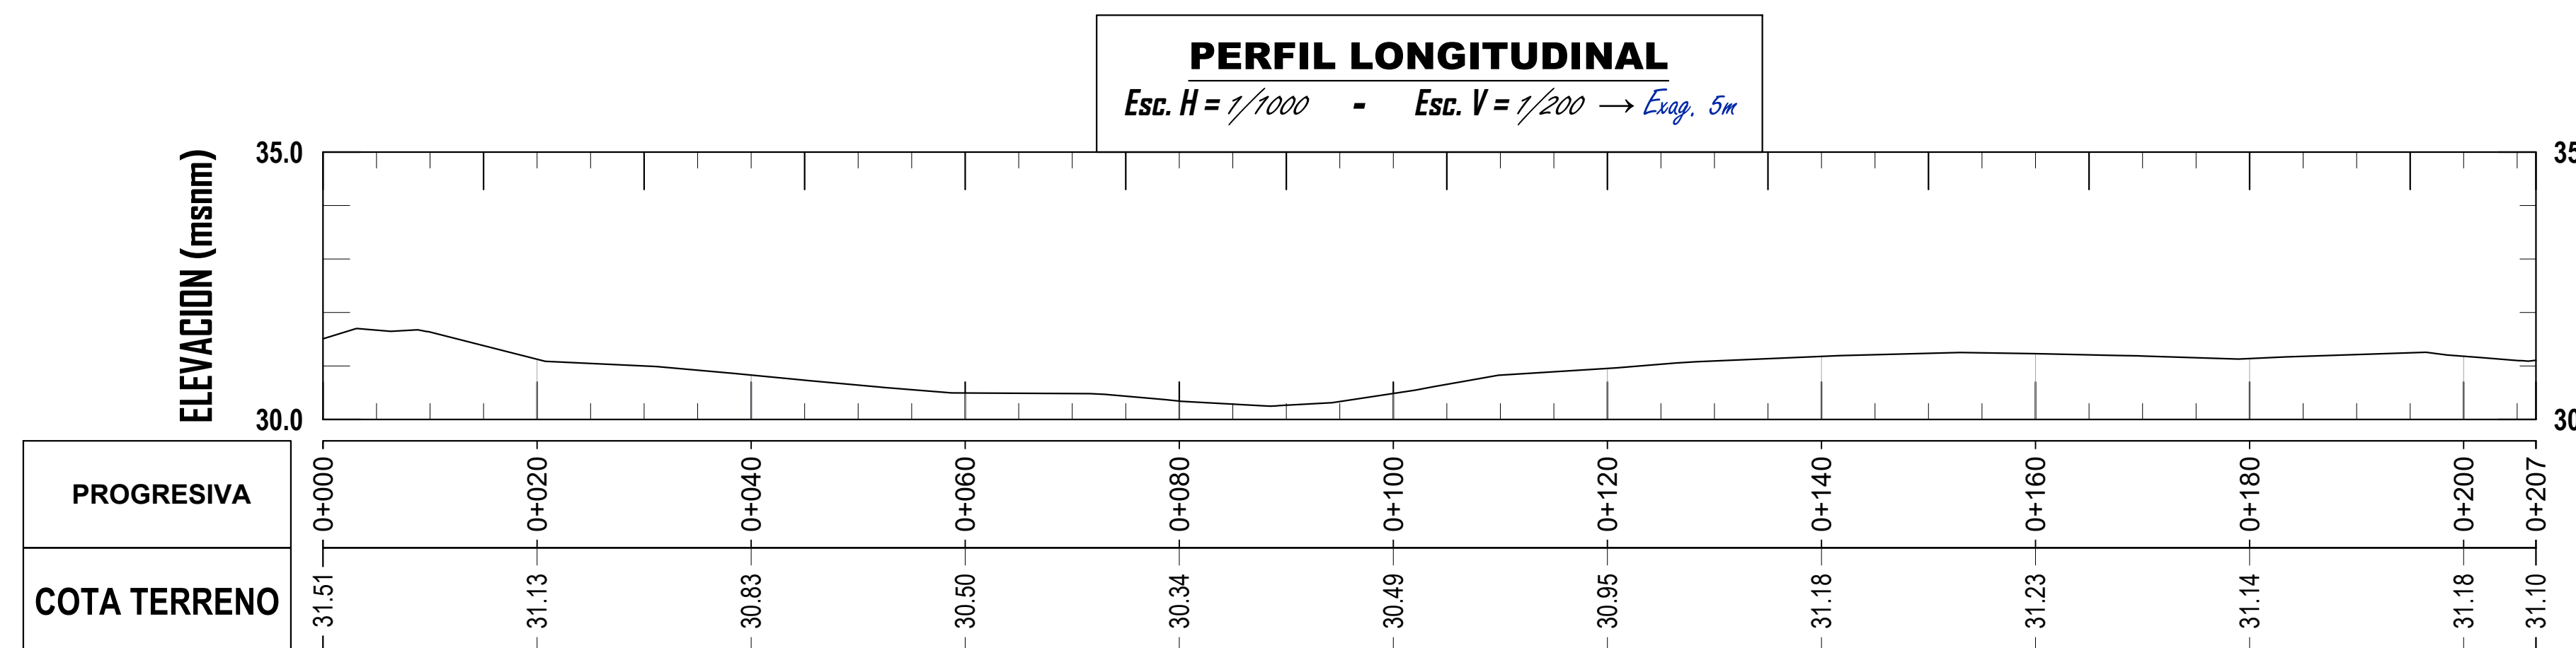 PERFIL LONGITUDINAL
Esc. H = 1/1000 - Esc. V = 1/200 → Exag. 5m
ELEVACION (msnm)
35.0 35
30.0 30
PROGRESIVA 0+000 0+020 0+040 0+060 0+080 0+100 0+120 0+140 0+160 0+180 0+200 0+207
COTA TERRENO 31.51 31.13 30.83 30.50 30.34 30.49 30.95 31.18 31.23 31.14 31.18 31.10